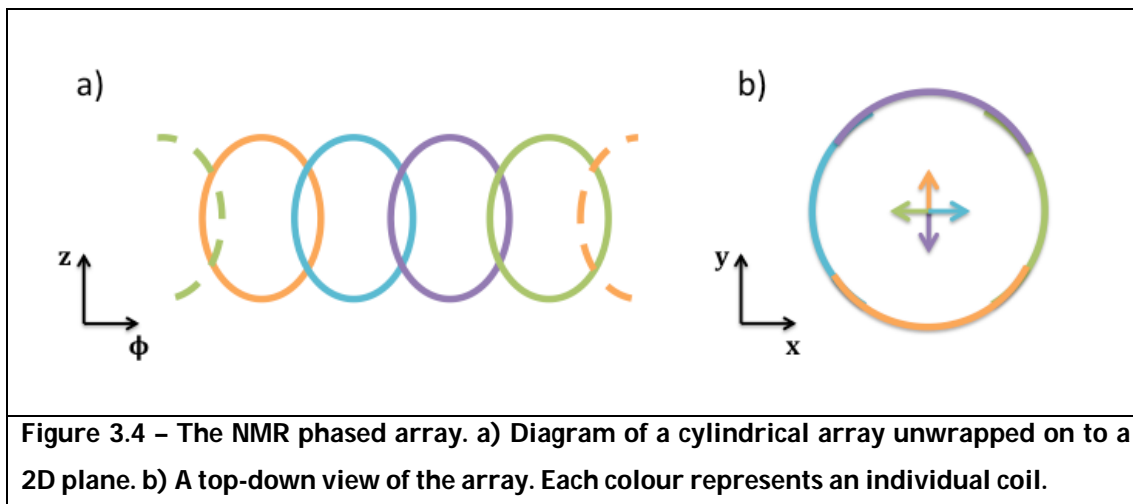 a)
b)
z
ϕ
y
x
Figure 3.4 – The NMR phased array. a) Diagram of a cylindrical array unwrapped on to a
2D plane. b) A top-down view of the array. Each colour represents an individual coil.